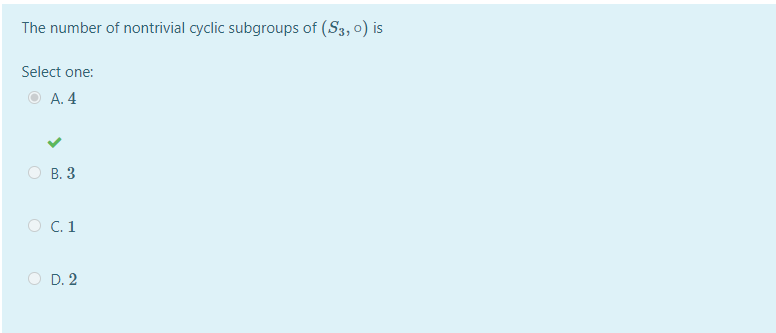 The number of nontrivial cyclic subgroups of (S₃, ∘) is
Select one:
A. 4
B. 3
C. 1
D. 2